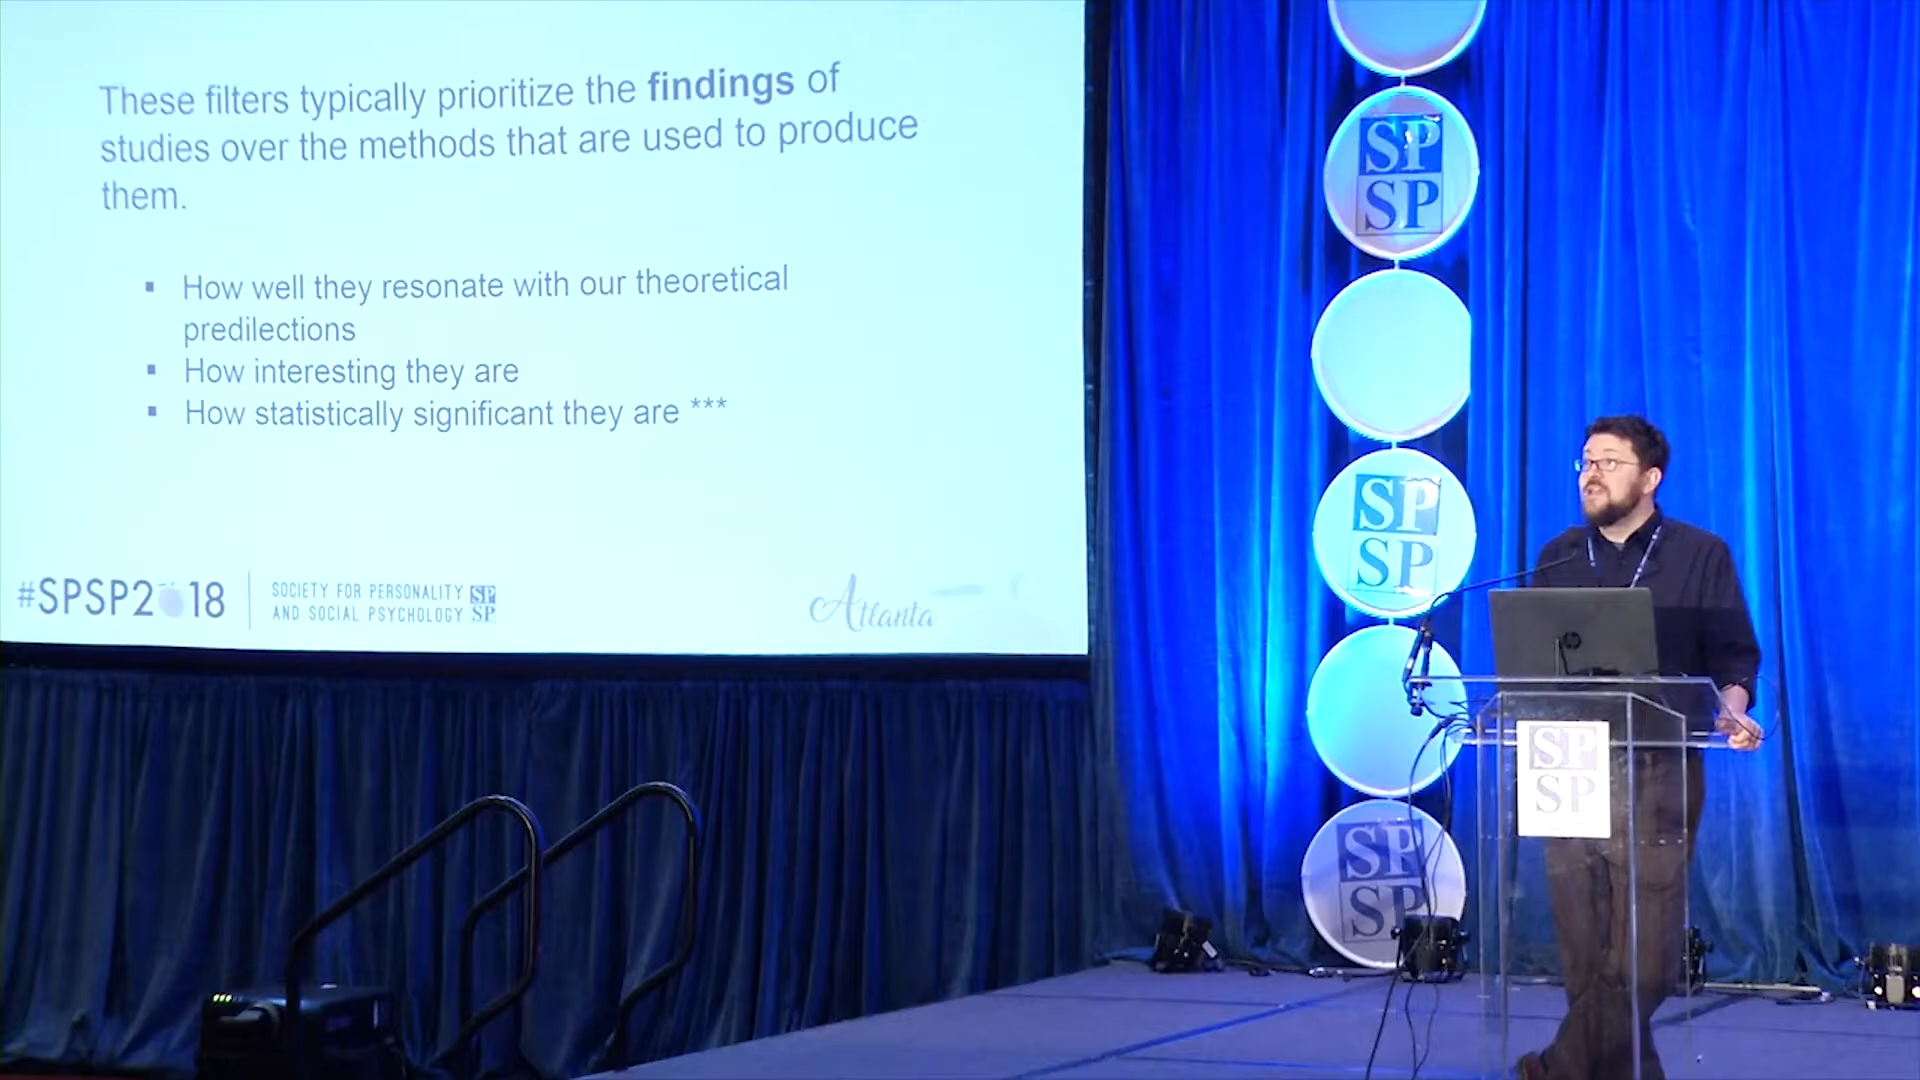 These filters typically prioritize the findings of
studies over the methods that are used to produce
them.
▪ How well they resonate with our theoretical
predilections
▪ How interesting they are
▪ How statistically significant they are ***
#SPSP2018
SOCIETY FOR PERSONALITY
AND SOCIAL PSYCHOLOGY
SP
SP
Atlanta
SP
SP
SP
SP
SP
SP
SP
SP
hp